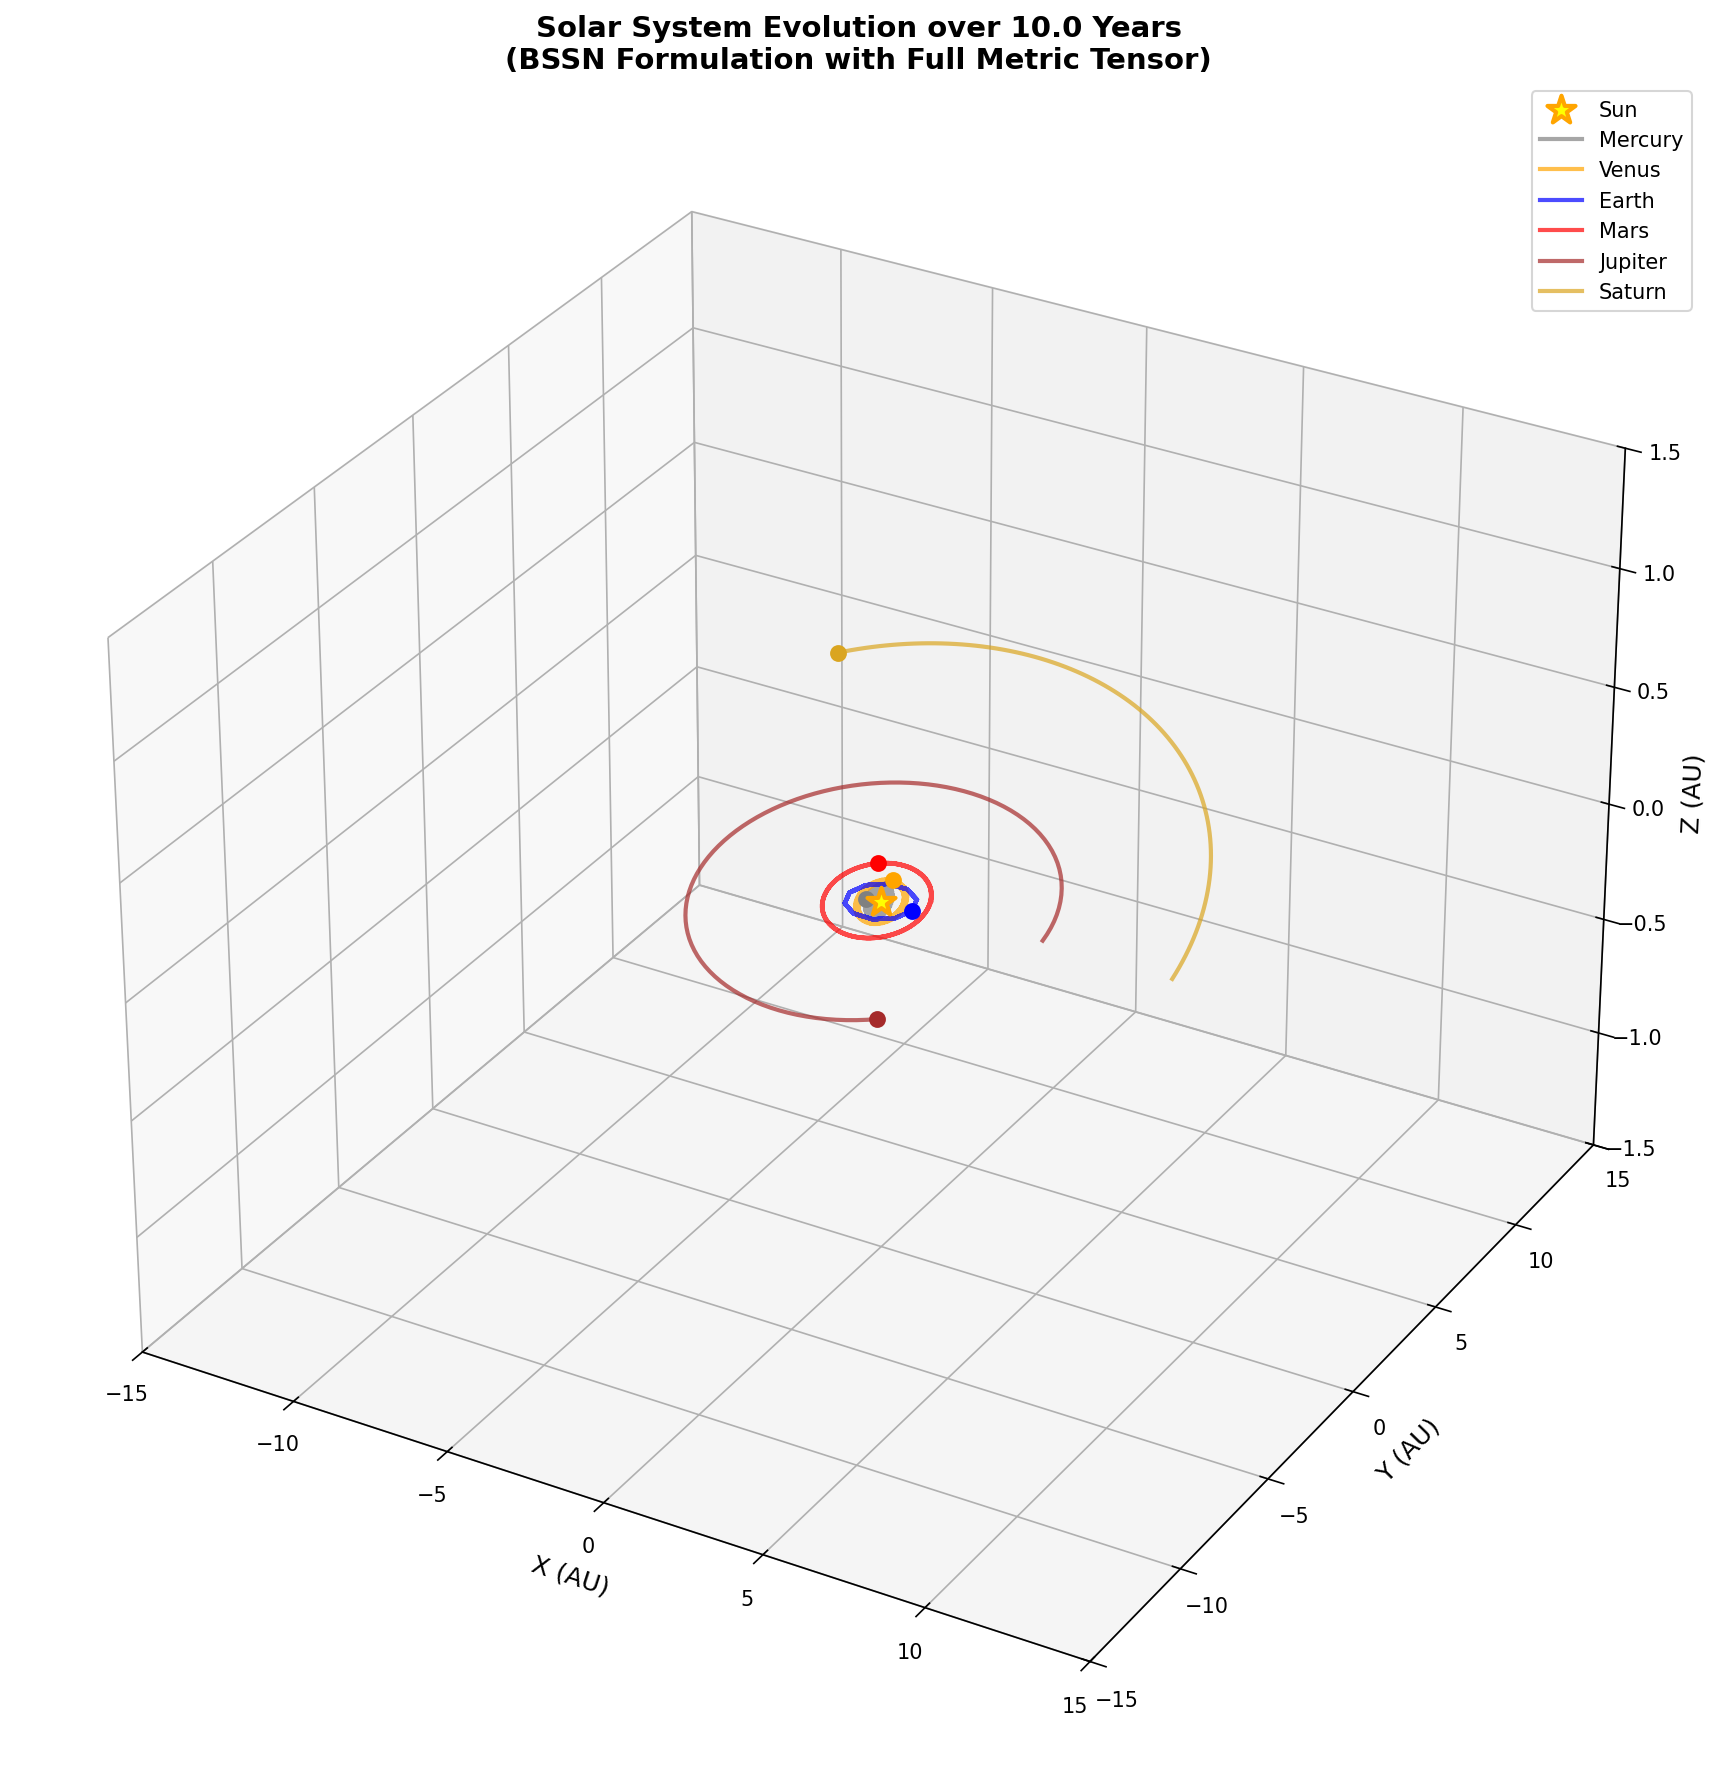 Solar System Evolution over 10.0 Years
(BSSN Formulation with Full Metric Tensor)
Sun
Mercury
Venus
Earth
Mars
Jupiter
Saturn
1.5
1.0
0.5
0.0
−0.5
−1.0
−1.5
Z (AU)
15
10
5
0
−5
−10
−15
Y (AU)
−15
−10
−5
0
5
10
15
X (AU)